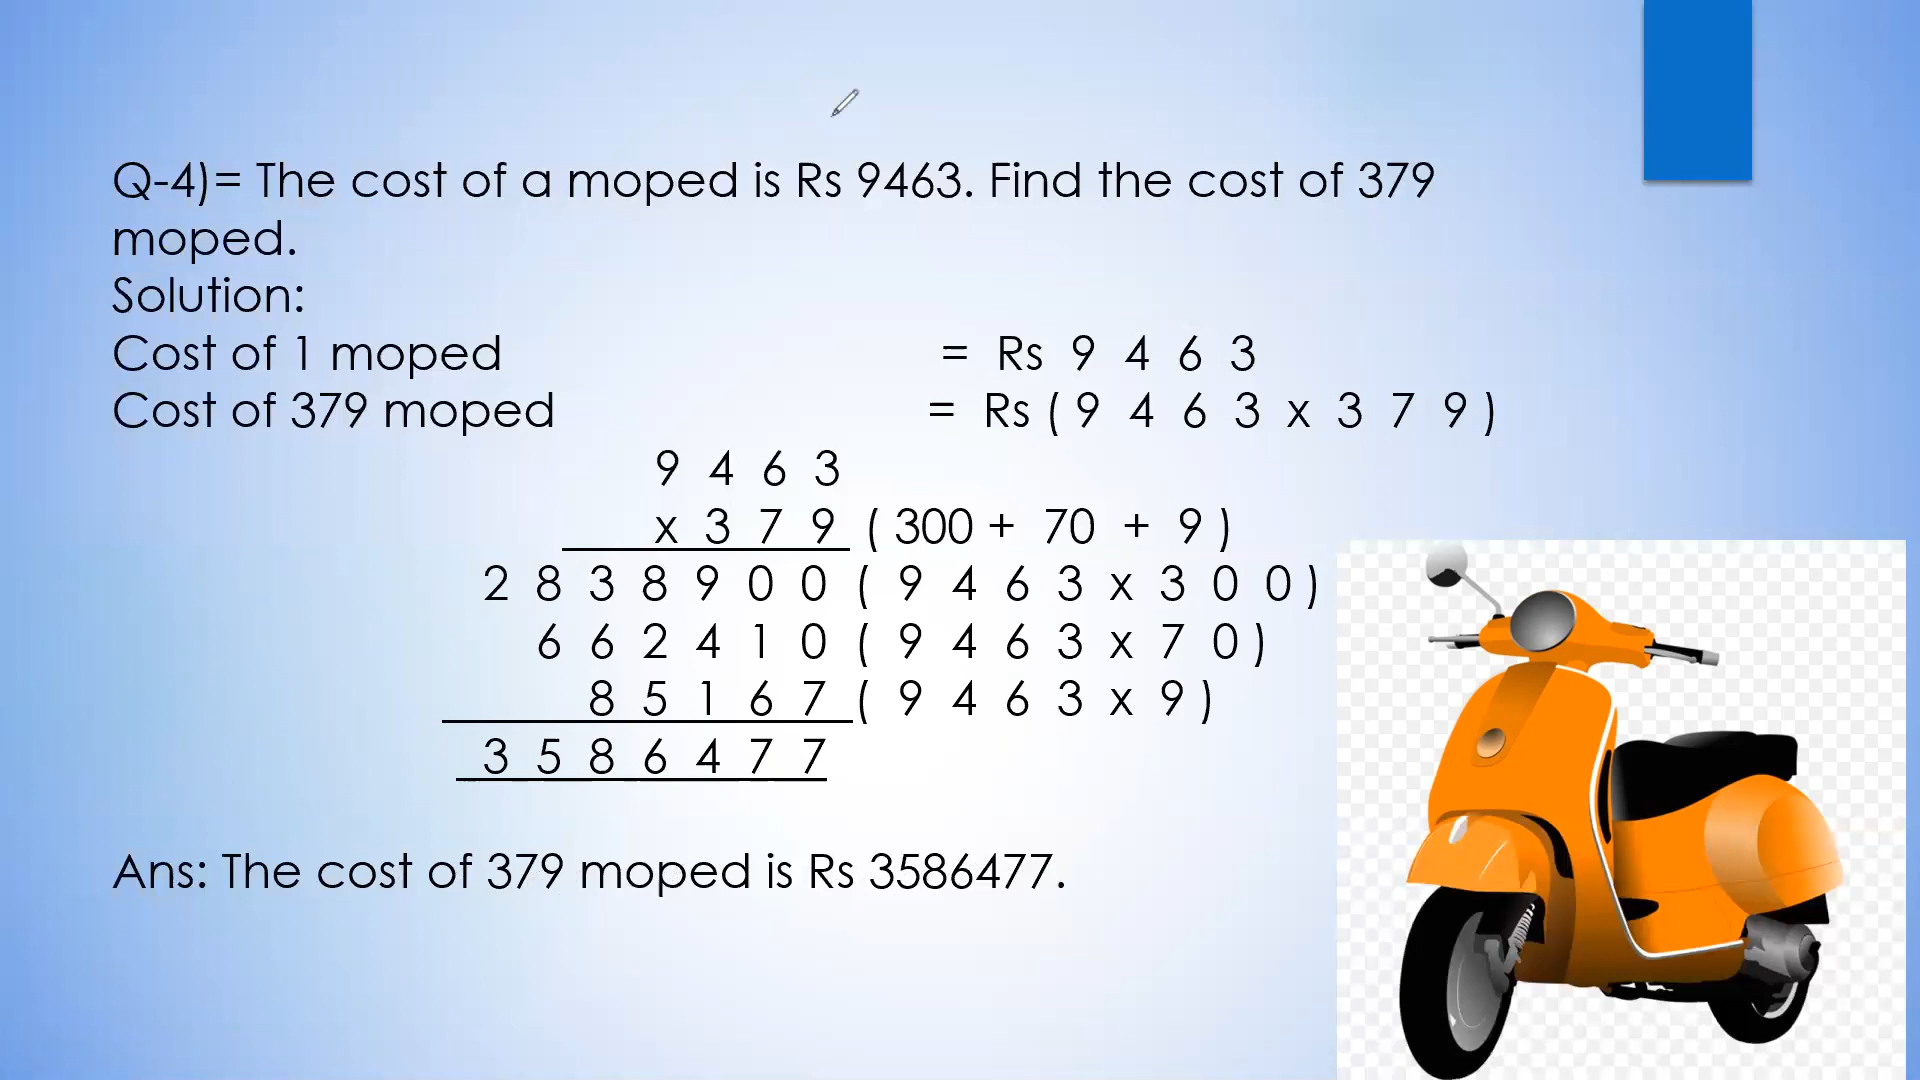 Q-4)= The cost of a moped is Rs 9463. Find the cost of 379
moped.
Solution:
Cost of 1 moped = Rs 9 4 6 3
Cost of 379 moped = Rs ( 9 4 6 3 x 3 7 9 )
9 4 6 3
x 3 7 9 ( 300 + 70 + 9 )
2 8 3 8 9 0 0 ( 9 4 6 3 x 3 0 0 )
6 6 2 4 1 0 ( 9 4 6 3 x 7 0 )
8 5 1 6 7 ( 9 4 6 3 x 9 )
3 5 8 6 4 7 7
Ans: The cost of 379 moped is Rs 3586477.